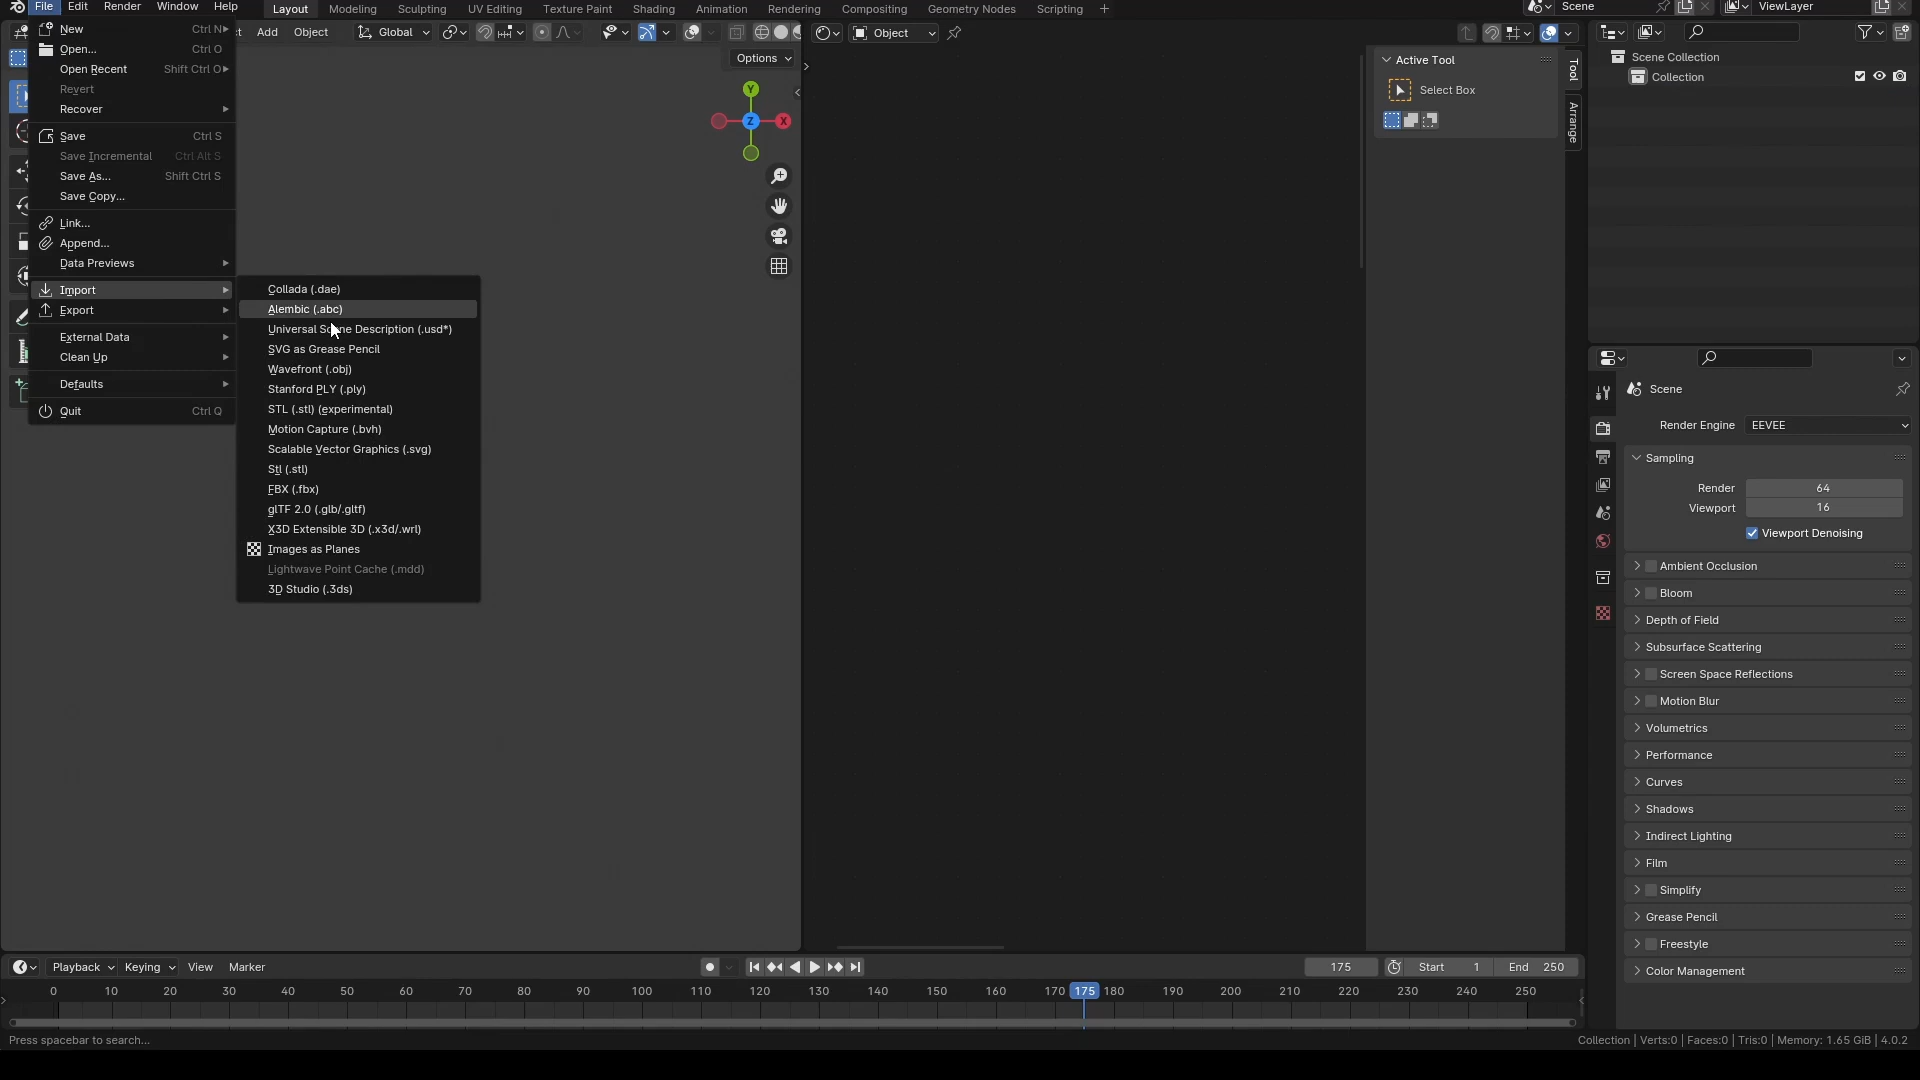 File Edit Render Window Help Layout Modeling Sculpting UV Editing Texture Paint Shading Animation Rendering Compositing Geometry Nodes Scripting + Scene ViewLayer
Add Object Global Object
Options
New Ctrl N
Open... Ctrl O
Open Recent Shift Ctrl O
Revert
Recover
Save Ctrl S
Save Incremental Ctrl Alt S
Save As... Shift Ctrl S
Save Copy...
Link...
Append...
Data Previews
Import
Export
External Data
Clean Up
Defaults
Quit Ctrl Q
Collada (.dae)
Alembic (.abc)
Universal Scene Description (.usd*)
SVG as Grease Pencil
Wavefront (.obj)
Stanford PLY (.ply)
STL (.stl) (experimental)
Motion Capture (.bvh)
Scalable Vector Graphics (.svg)
Stl (.stl)
FBX (.fbx)
glTF 2.0 (.glb/.gltf)
X3D Extensible 3D (.x3d/.wrl)
Images as Planes
Lightwave Point Cache (.mdd)
3D Studio (.3ds)
Y
Z X
Active Tool
Select Box
Tool
Arrange
Scene Collection
Collection
Scene
Render Engine EEVEE
Sampling
Render 64
Viewport 16
Viewport Denoising
Ambient Occlusion
Bloom
Depth of Field
Subsurface Scattering
Screen Space Reflections
Motion Blur
Volumetrics
Performance
Curves
Shadows
Indirect Lighting
Film
Simplify
Grease Pencil
Freestyle
Color Management
Playback Keying View Marker 175 Start 1 End 250
0 10 20 30 40 50 60 70 80 90 100 110 120 130 140 150 160 170 175 180 190 200 210 220 230 240 250
Press spacebar to search...
Collection | Verts:0 | Faces:0 | Tris:0 | Memory: 1.65 GiB | 4.0.2